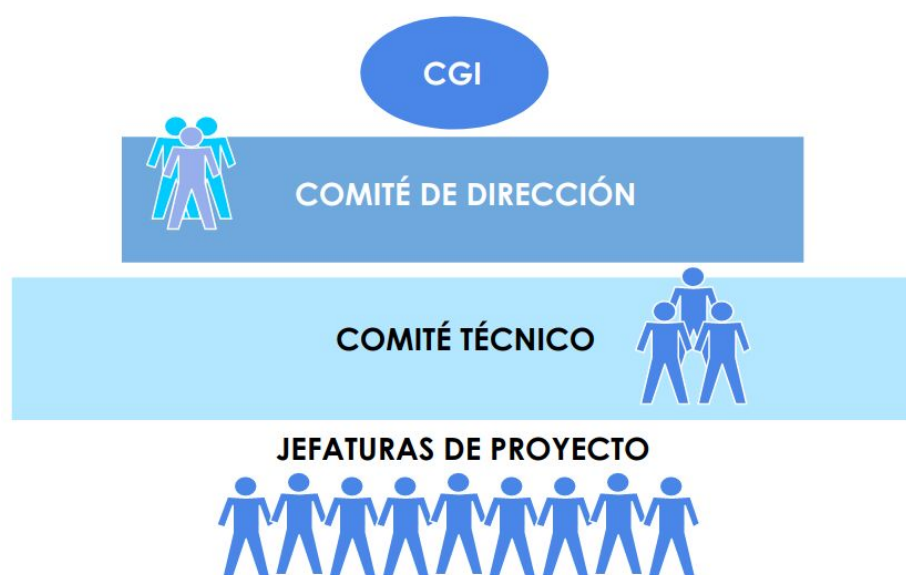 CGI
COMITÉ DE DIRECCIÓN
COMITÉ TÉCNICO
JEFATURAS DE PROYECTO